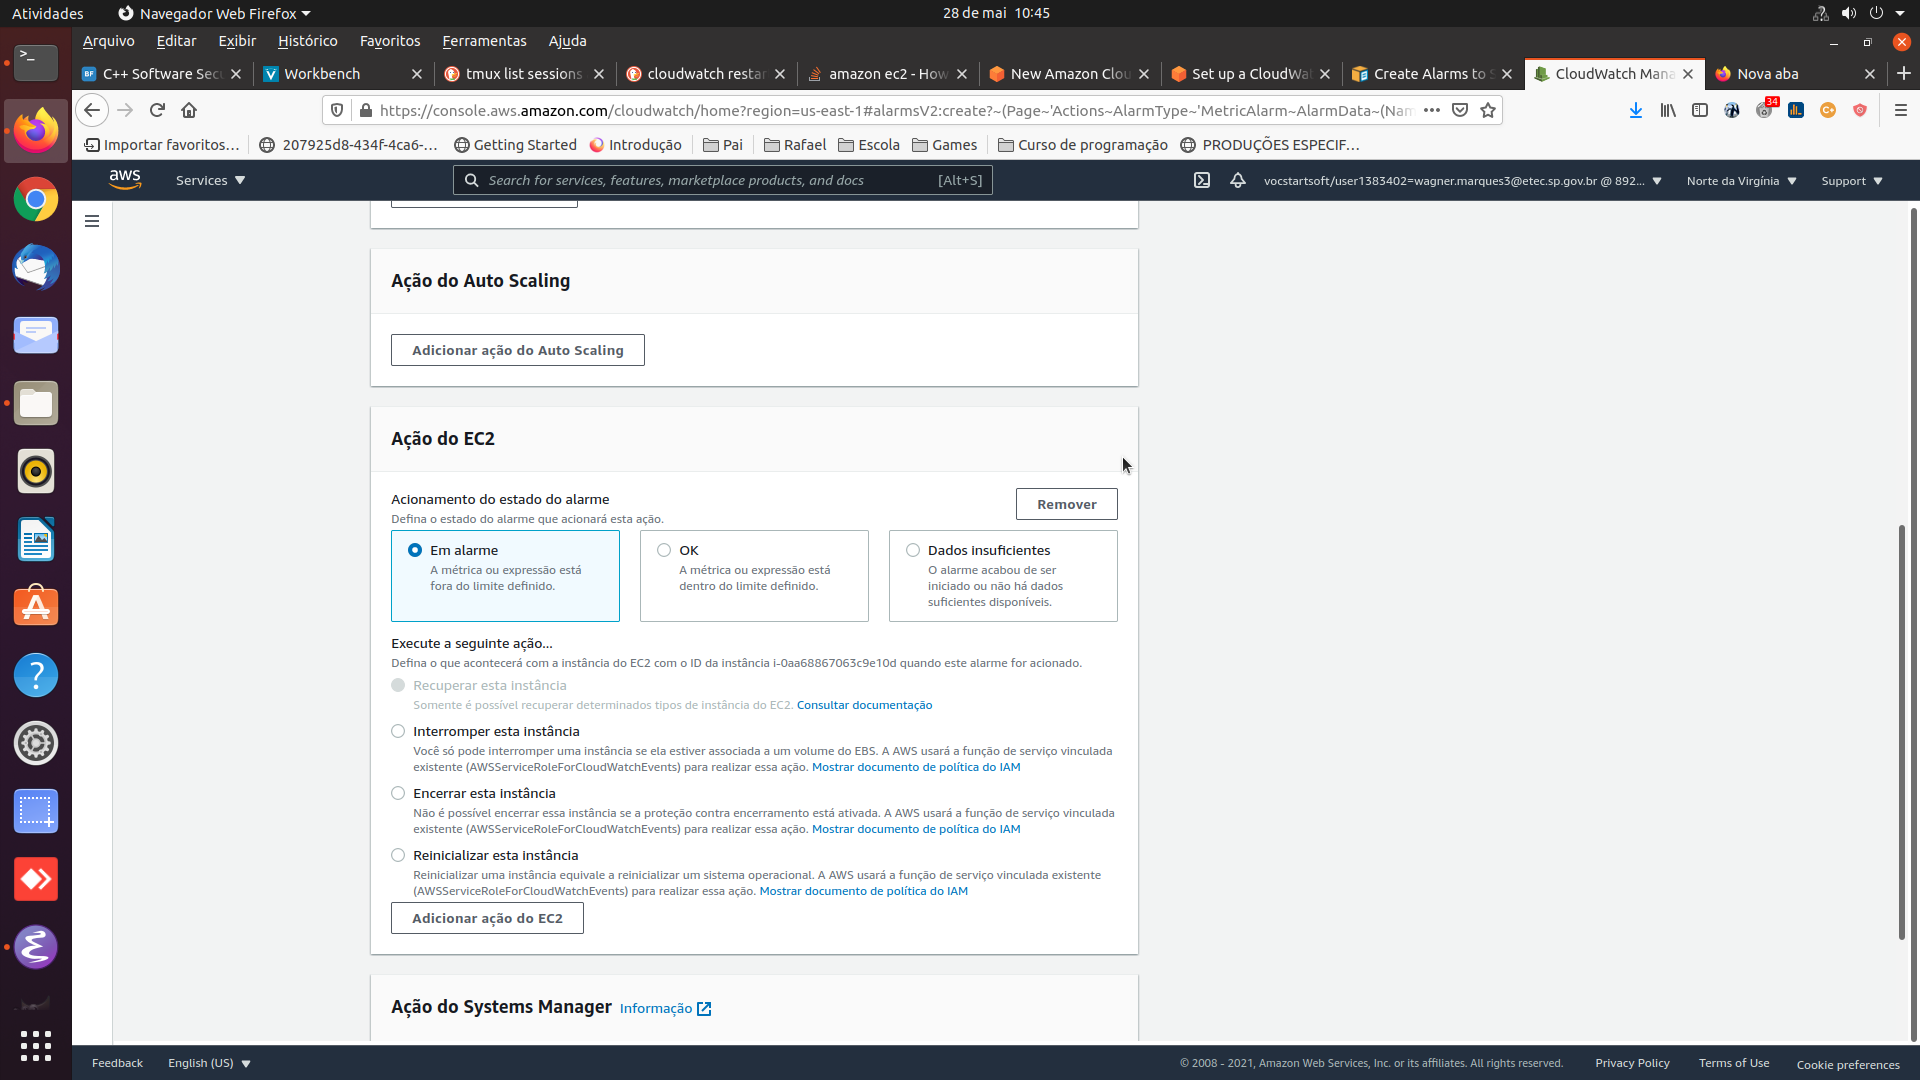 Atividades
Navegador Web Firefox
28 de mai 10:45
Arquivo Editar Exibir Histórico Favoritos Ferramentas Ajuda
C++ Software Sec
Workbench
tmux list sessions
cloudwatch restar
amazon ec2 - How
New Amazon Clou
Set up a CloudWat
Create Alarms to S
CloudWatch Mana
Nova aba
https://console.aws.amazon.com/cloudwatch/home?region=us-east-1#alarmsV2:create?~(Page~'Actions~AlarmType~'MetricAlarm~AlarmData~(Nam
34
Importar favoritos...
207925d8-434f-4ca6-...
Getting Started
Introdução
Pai
Rafael
Escola
Games
Curso de programação
PRODUÇÕES ESPECIF...
aws
Services
Search for services, features, marketplace products, and docs
[Alt+S]
vocstartsoft/user1383402=wagner.marques3@etec.sp.gov.br @ 892...
Norte da Virgínia
Support
Ação do Auto Scaling
Adicionar ação do Auto Scaling
Ação do EC2
Acionamento do estado do alarme
Defina o estado do alarme que acionará esta ação.
Remover
Em alarme
A métrica ou expressão está
fora do limite definido.
OK
A métrica ou expressão está
dentro do limite definido.
Dados insuficientes
O alarme acabou de ser
iniciado ou não há dados
suficientes disponíveis.
Execute a seguinte ação...
Defina o que acontecerá com a instância do EC2 com o ID da instância i-0aa68867063c9e10d quando este alarme for acionado.
Recuperar esta instância
Somente é possível recuperar determinados tipos de instância do EC2. Consultar documentação
Interromper esta instância
Você só pode interromper uma instância se ela estiver associada a um volume do EBS. A AWS usará a função de serviço vinculada
existente (AWSServiceRoleForCloudWatchEvents) para realizar essa ação. Mostrar documento de política do IAM
Encerrar esta instância
Não é possível encerrar essa instância se a proteção contra encerramento está ativada. A AWS usará a função de serviço vinculada
existente (AWSServiceRoleForCloudWatchEvents) para realizar essa ação. Mostrar documento de política do IAM
Reinicializar esta instância
Reinicializar uma instância equivale a reinicializar um sistema operacional. A AWS usará a função de serviço vinculada existente
(AWSServiceRoleForCloudWatchEvents) para realizar essa ação. Mostrar documento de política do IAM
Adicionar ação do EC2
Ação do Systems Manager Informação
Feedback
English (US)
© 2008 - 2021, Amazon Web Services, Inc. or its affiliates. All rights reserved.
Privacy Policy
Terms of Use
Cookie preferences